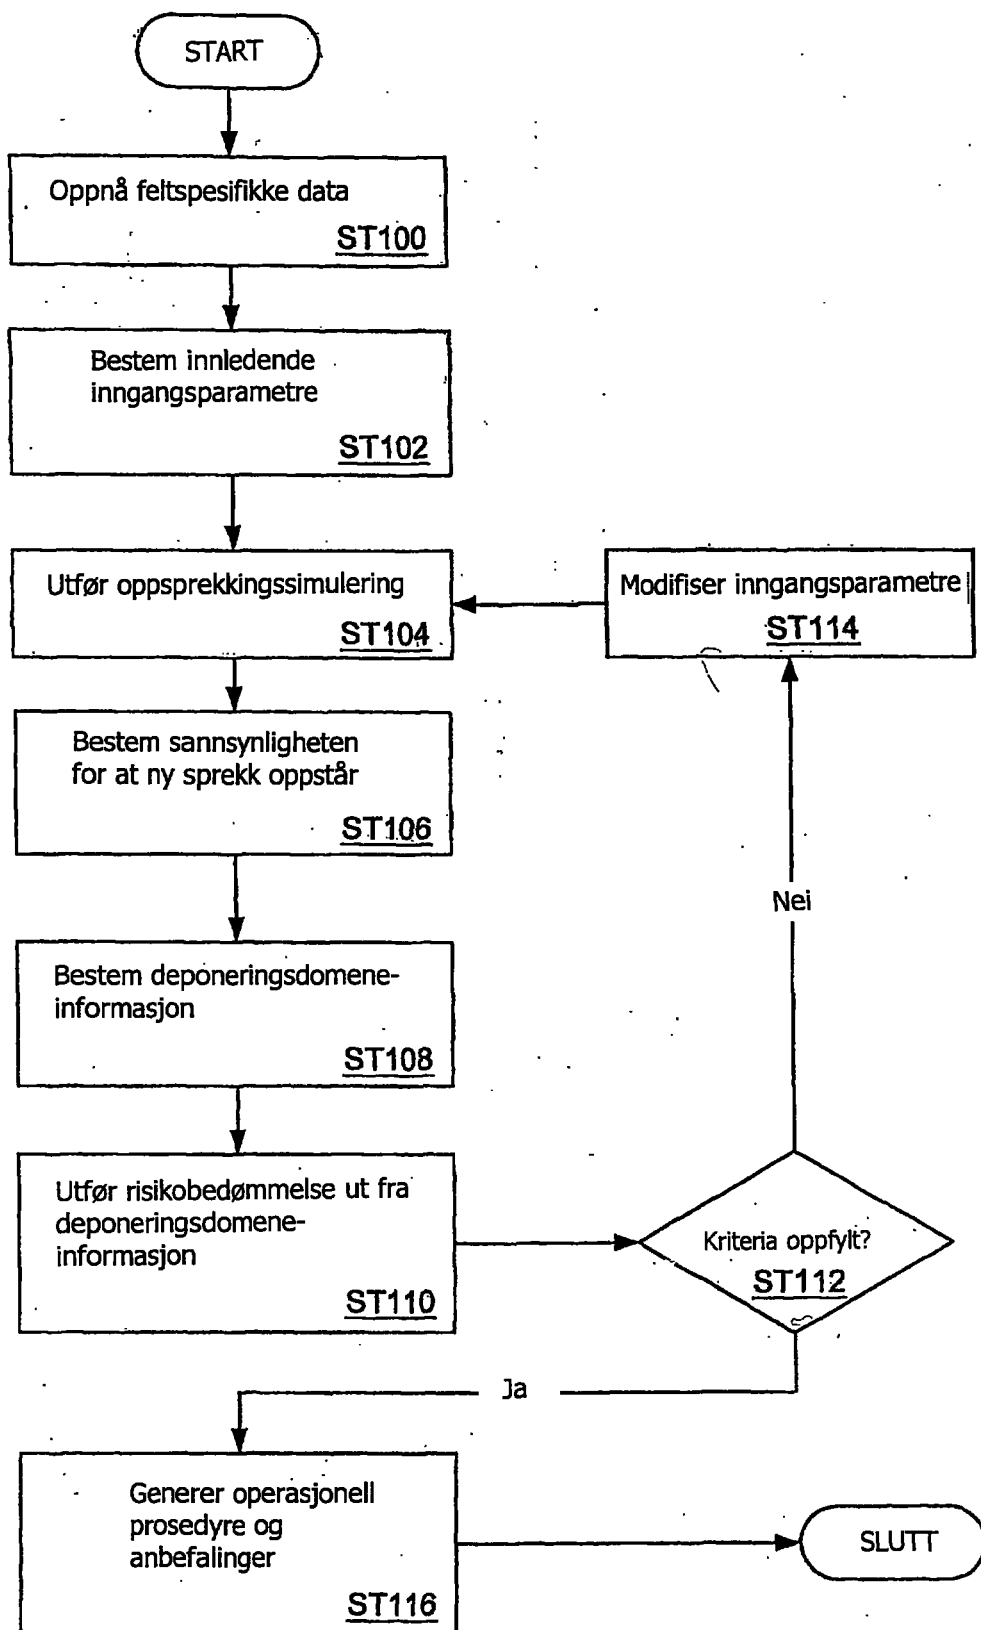 START
Oppnå feltspesifikke data
ST100
Bestem innledende
inngangsparametre
ST102
Utfør oppsprekkingssimulering
ST104
Modifiser inngangsparametre
ST114
Bestem sannsynligheten
for at ny sprekk oppstår
ST106
Nei
Bestem deponeringsdomene-
informasjon
ST108
Utfør risikobedømmelse ut fra
deponeringsdomene-
informasjon
ST110
Kriteria oppfylt?
ST112
Ja
Generer operasjonell
prosedyre og
anbefalinger
ST116
SLUTT